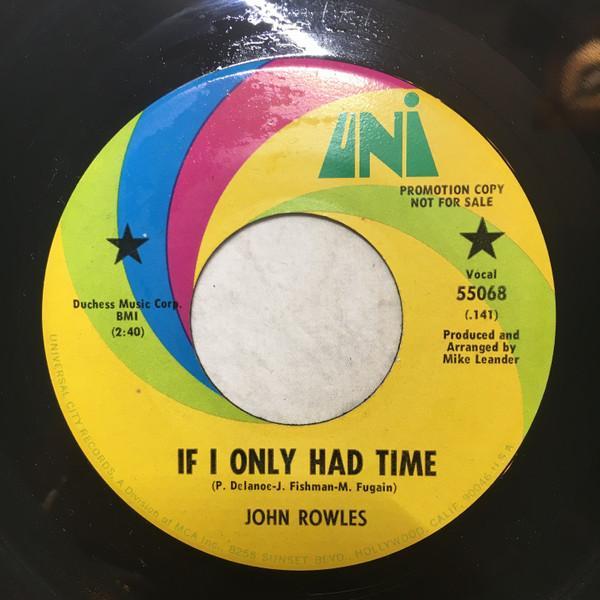 UNi
PROMOTION COPY
NOT FOR SALE
Vocal
55068
(.141)
Produced and
Arranged by
Mike Leander
Duchess Music Corp.
BMI
(2:40)
IF I ONLY HAD TIME
(P. Delanoe-J. Fishman-M. Fugain)
JOHN ROWLES
UNIVERSAL CITY RECORDS, A Division of MCA Inc. 8255 SUNSET BLVD., HOLLYWOOD, CALIF. 90046 U S A